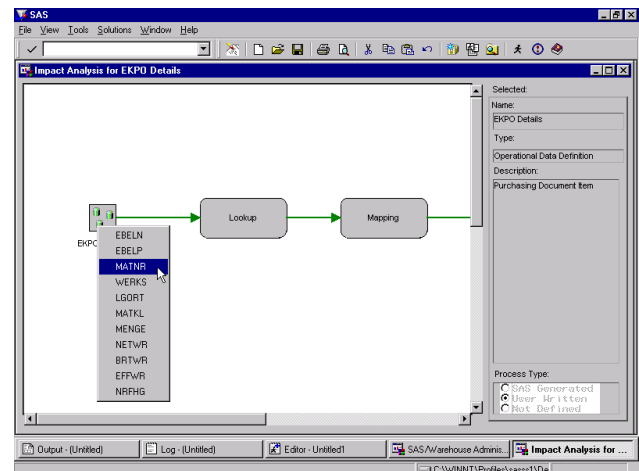 SAS
File View Tools Solutions Window Help
Impact Analysis for EKPO Details
Selected:
Name:
EKPO Details
Type:
Operational Data Definition
Description:
Purchasing Document Item
Lookup
Mapping
EKPO
EBELN
EBELP
MATNR
WERKS
LGORT
MATKL
MENGE
NETWR
BRTWR
EFFWR
NRFHG
Process Type:
SAS Generated
User Written
Not Defined
Output - (Untitled)
Log - (Untitled)
Editor - Untitled1
SAS/Warehouse Adminis...
Impact Analysis for ...
C:\WINNT\Profiles\sasss1\De